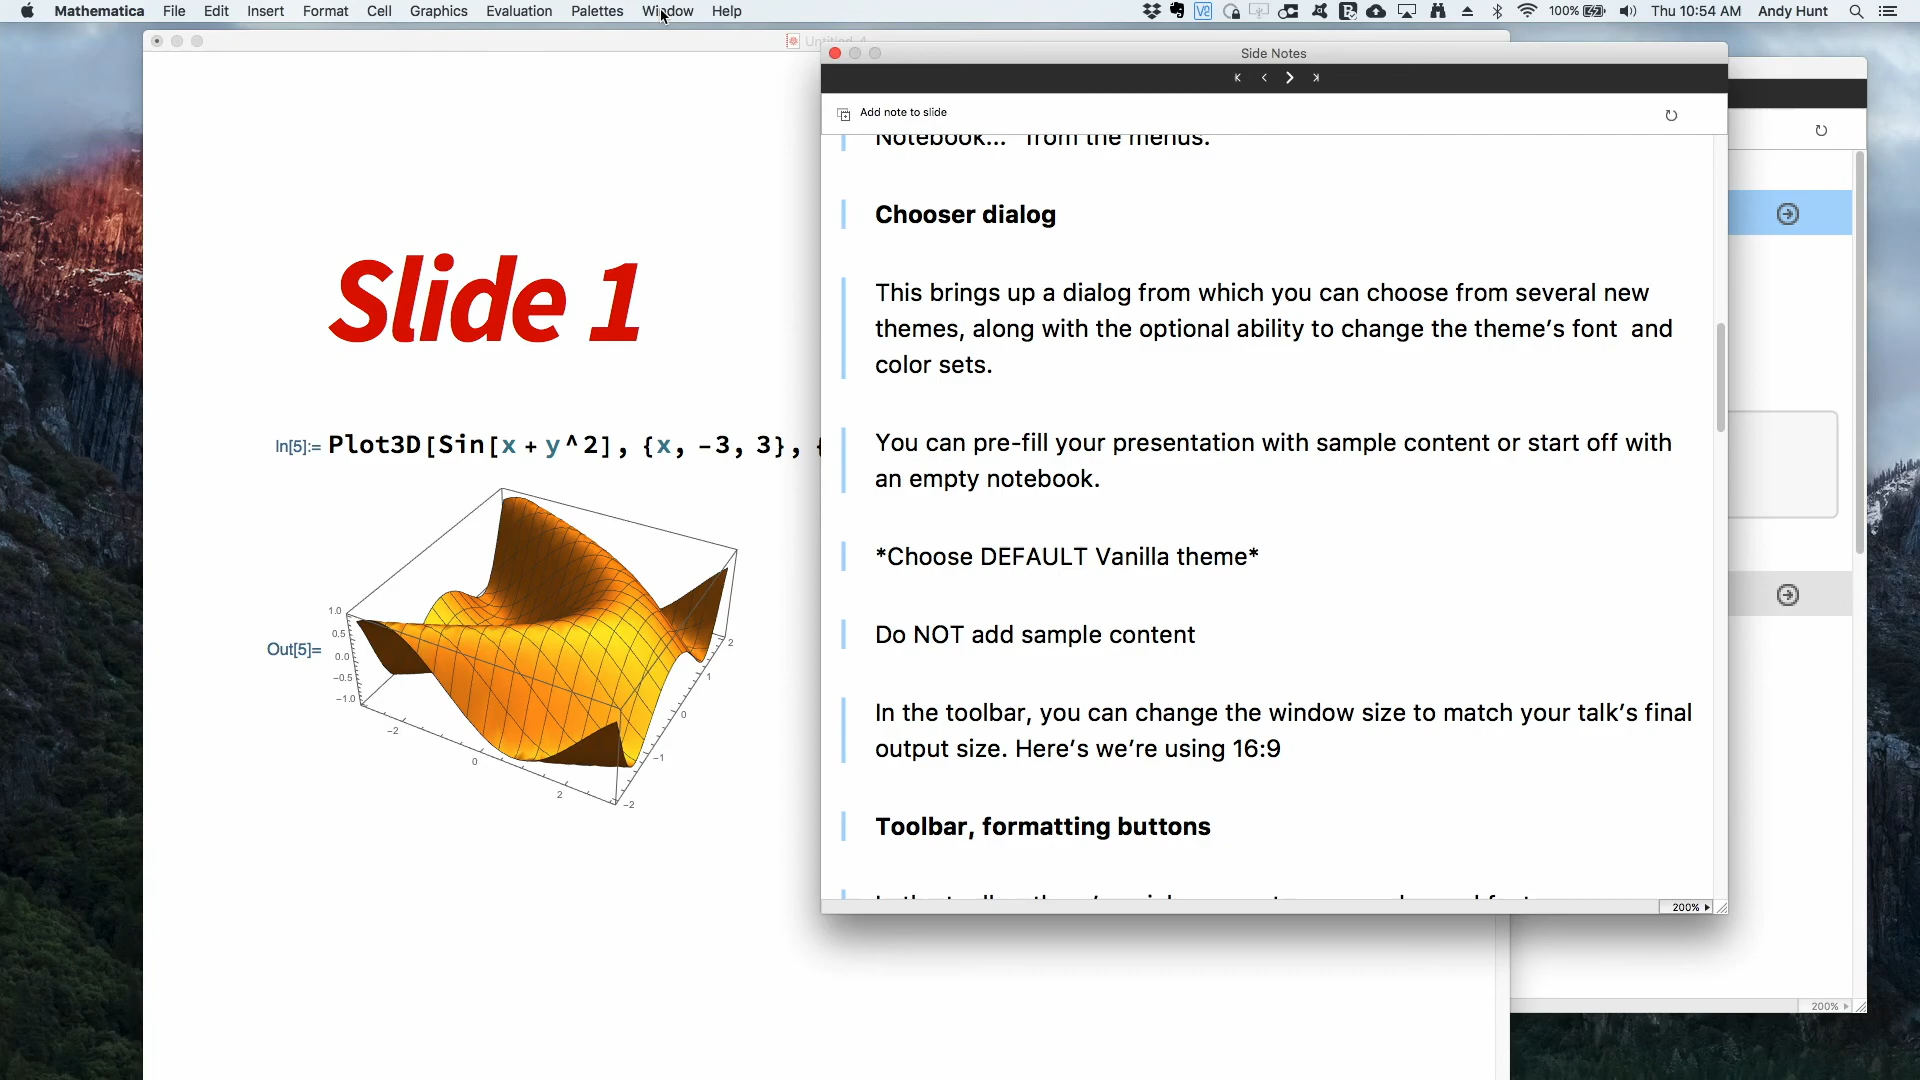 Mathematica File Edit Insert Format Cell Graphics Evaluation Palettes Window Help
100% Thu 10:54 AM Andy Hunt
Side Notes
Add note to slide
Notebook..." from the menus.
Chooser dialog
This brings up a dialog from which you can choose from several new
themes, along with the optional ability to change the theme's font and
color sets.
You can pre-fill your presentation with sample content or start off with
an empty notebook.
*Choose DEFAULT Vanilla theme*
Do NOT add sample content
In the toolbar, you can change the window size to match your talk's final
output size. Here's we're using 16:9
Toolbar, formatting buttons
200%
200%
Slide 1
In[5]:= Plot3D[Sin[x + y^2], {x, -3, 3}, {
Out[5]=
1.0
0.5
0.0
-0.5
-1.0
-2
0
2
2
1
0
-1
-2